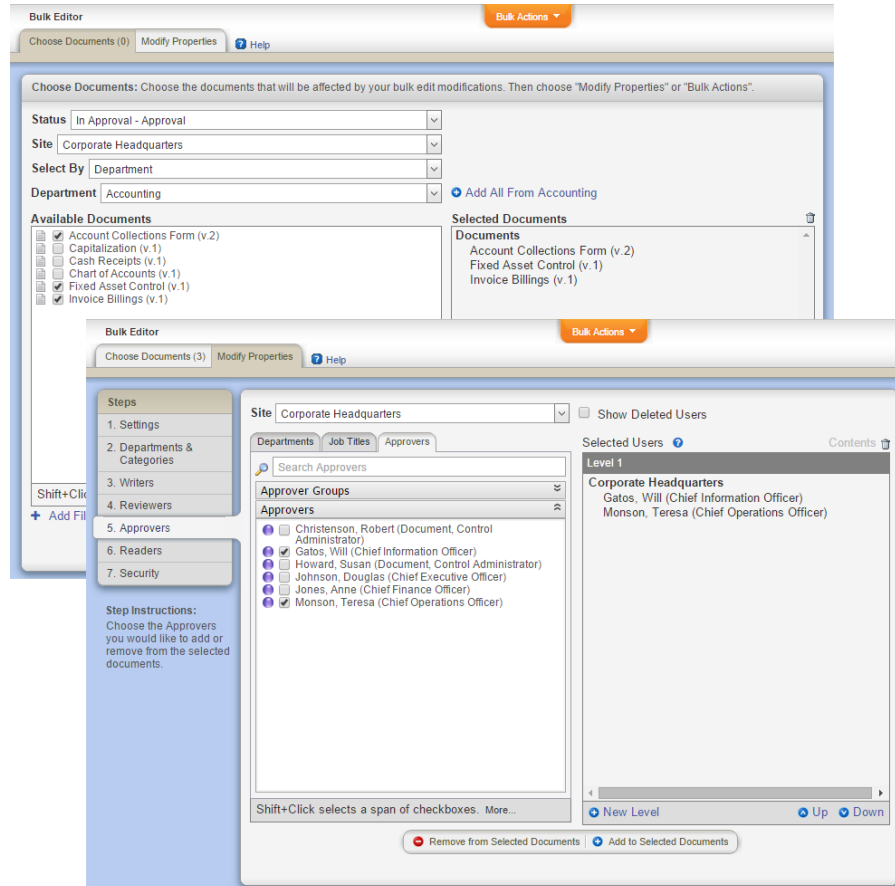 Bulk Editor
Bulk Actions
Choose Documents (0) Modify Properties Help
Choose Documents: Choose the documents that will be affected by your bulk edit modifications. Then choose "Modify Properties" or "Bulk Actions".
Status In Approval - Approval
Site Corporate Headquarters
Select By Department
Department Accounting
Add All From Accounting
Available Documents
Account Collections Form (v.2)
Capitalization (v.1)
Cash Receipts (v.1)
Chart of Accounts (v.1)
Fixed Asset Control (v.1)
Invoice Billings (v.1)
Selected Documents
Documents
Account Collections Form (v.2)
Fixed Asset Control (v.1)
Invoice Billings (v.1)
Shift+Clic
Add Fil
Bulk Editor
Bulk Actions
Choose Documents (3) Modify Properties Help
Steps
1. Settings
2. Departments &
Categories
3. Writers
4. Reviewers
5. Approvers
6. Readers
7. Security
Step Instructions:
Choose the Approvers
you would like to add or
remove from the selected
documents.
Site Corporate Headquarters
Show Deleted Users
Departments Job Titles Approvers
Search Approvers
Approver Groups
Approvers
Christenson, Robert (Document, Control
Administrator)
Gatos, Will (Chief Information Officer)
Howard, Susan (Document, Control Administrator)
Johnson, Douglas (Chief Executive Officer)
Jones, Anne (Chief Finance Officer)
Monson, Teresa (Chief Operations Officer)
Shift+Click selects a span of checkboxes. More...
Selected Users Contents
Level 1
Corporate Headquarters
Gatos, Will (Chief Information Officer)
Monson, Teresa (Chief Operations Officer)
New Level Up Down
Remove from Selected Documents Add to Selected Documents